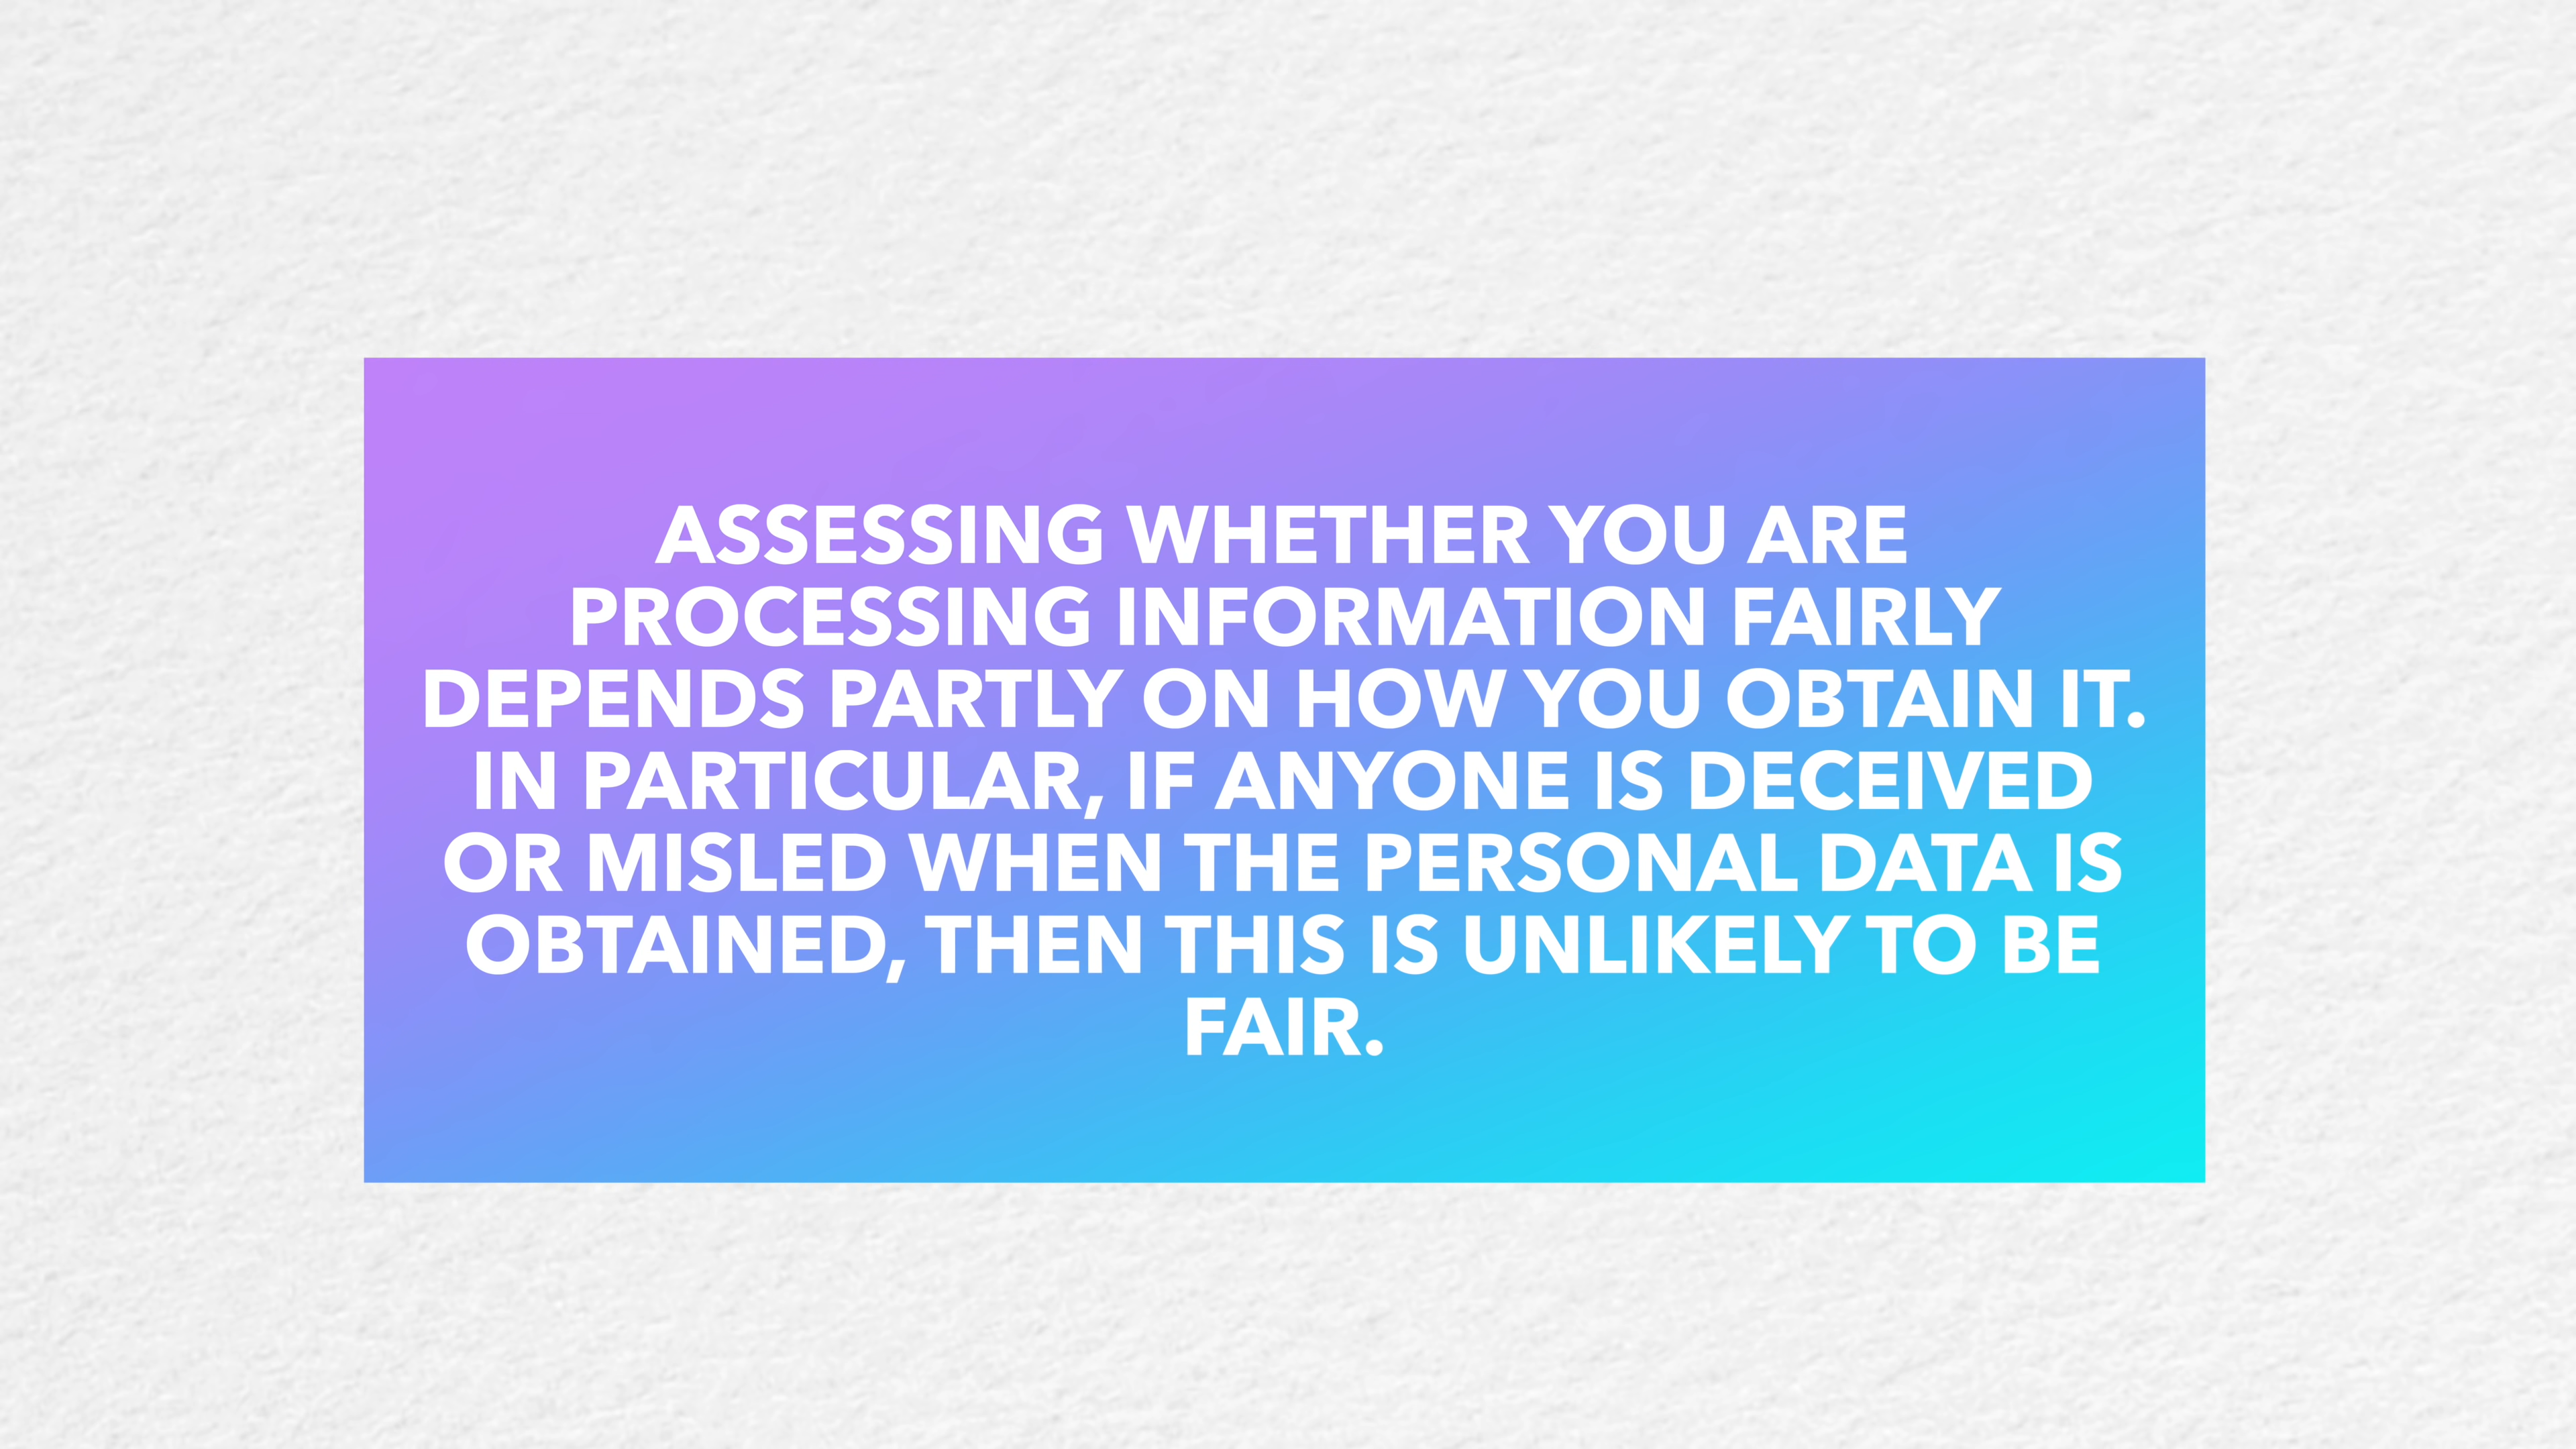 ASSESSING WHETHER YOU ARE
PROCESSING INFORMATION FAIRLY
DEPENDS PARTLY ON HOW YOU OBTAIN IT.
IN PARTICULAR, IF ANYONE IS DECEIVED
OR MISLED WHEN THE PERSONAL DATA IS
OBTAINED, THEN THIS IS UNLIKELY TO BE
FAIR.